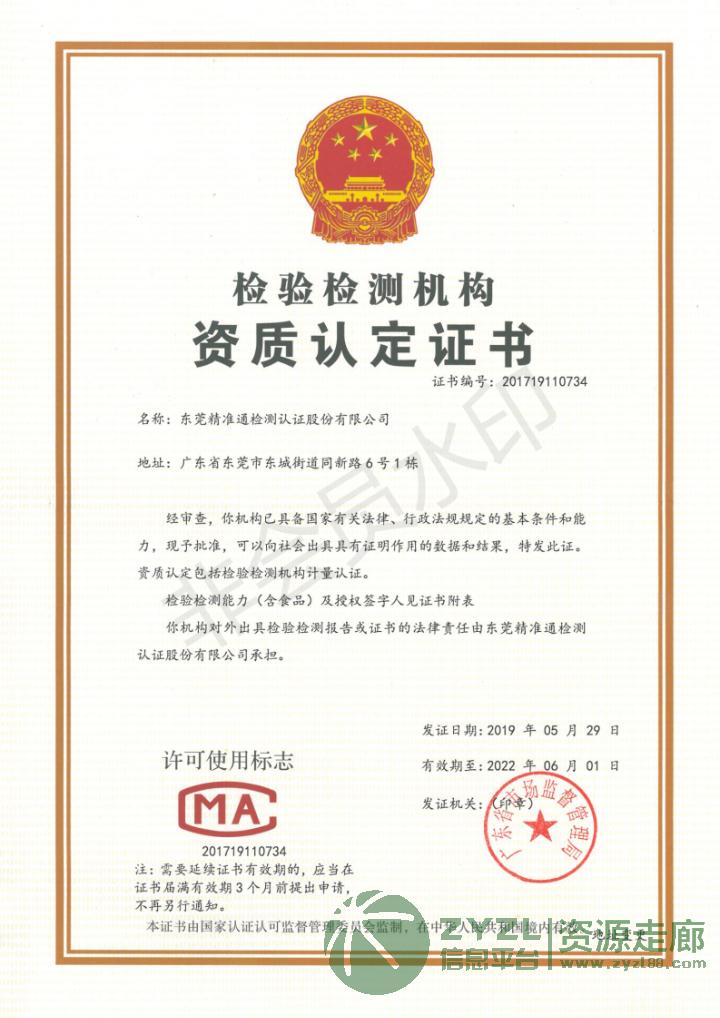 检验检测机构
资质认定证书
证书编号：201719110734
名称：东莞精准通检测认证股份有限公司
地址：广东省东莞市东城街道同新路6号1栋
经审查，你机构已具备国家有关法律、行政法规规定的基本条件和能
力，现予批准，可以向社会出具具有证明作用的数据和结果，特发此证。
资质认定包括检验检测机构计量认证。
检验检测能力（含食品）及授权签字人见证书附表
你机构对外出具检验检测报告或证书的法律责任由东莞精准通检测
认证股份有限公司承担。
非会员水印
发证日期：2019 年 05 月 29 日
有效期至：2022 年 06 月 01 日
发证机关：（印章）
广东省市场监督管理局
许可使用标志
MA
201719110734
注：需要延续证书有效期的，应当在
证书届满有效期3个月前提出申请，
不再另行通知。
本证书由国家认证认可监督管理委员会监制，在中华人民共和国境内有效
ZYZL 资源走廊
信息平台 www.zyzl88.com